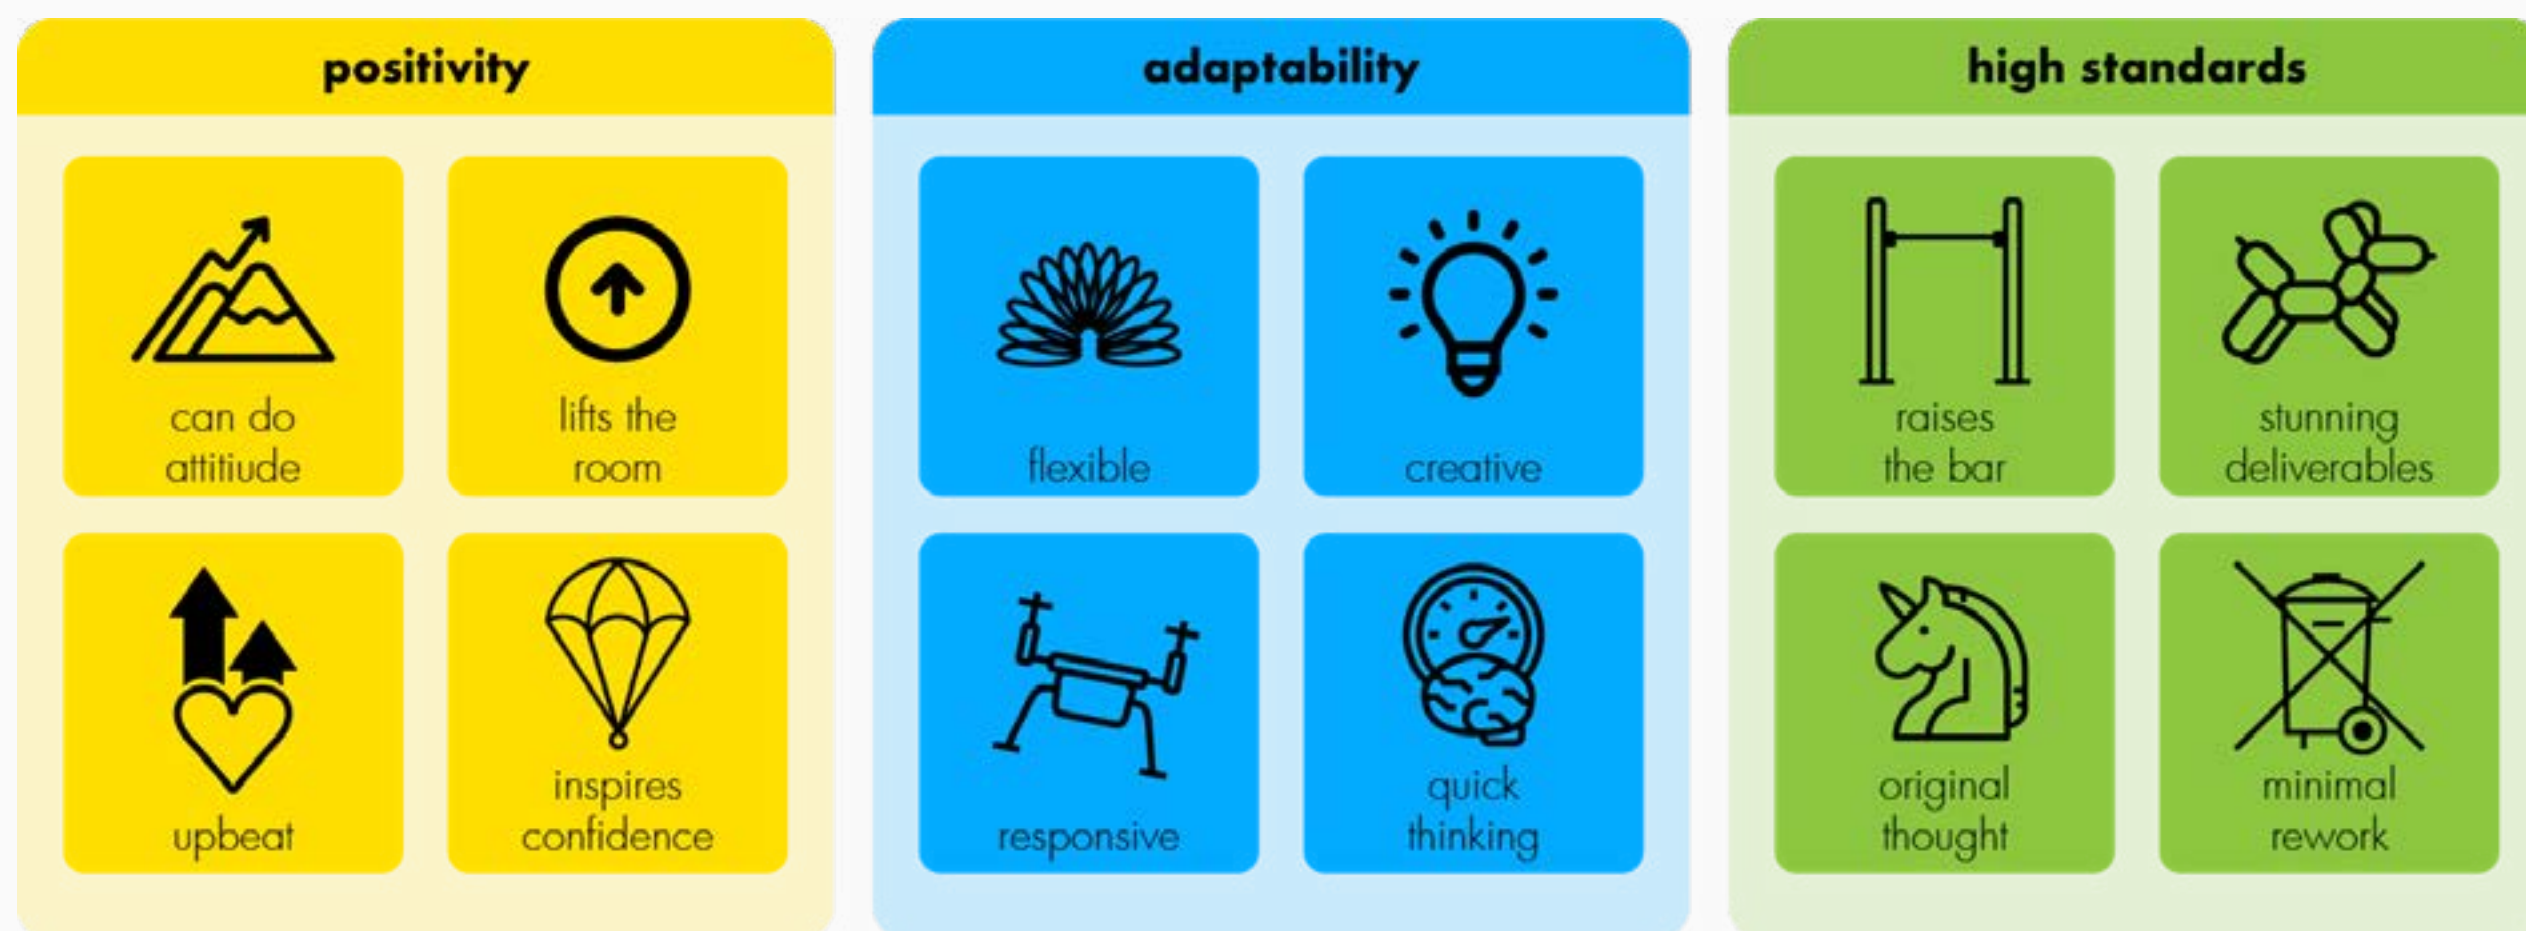 positivity
can do
attitiude
lifts the
room
upbeat
inspires
confidence
adaptability
flexible
creative
responsive
quick
thinking
high standards
raises
the bar
stunning
deliverables
original
thought
minimal
rework